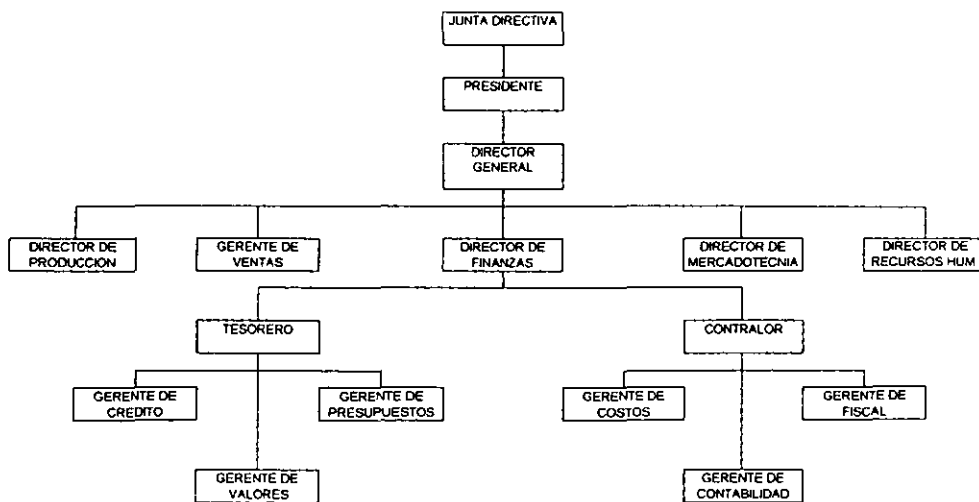 JUNTA DIRECTIVA
PRESIDENTE
DIRECTOR
GENERAL
DIRECTOR DE
PRODUCCION
GERENTE DE
VENTAS
DIRECTOR DE
FINANZAS
DIRECTOR DE
MERCADOTECNIA
DIRECTOR DE
RECURSOS HUM
TESORERO
CONTRALOR
GERENTE DE
CREDITO
GERENTE DE
PRESUPUESTOS
GERENTE DE
COSTOS
GERENTE DE
FISCAL
GERENTE DE
VALORES
GERENTE DE
CONTABILIDAD